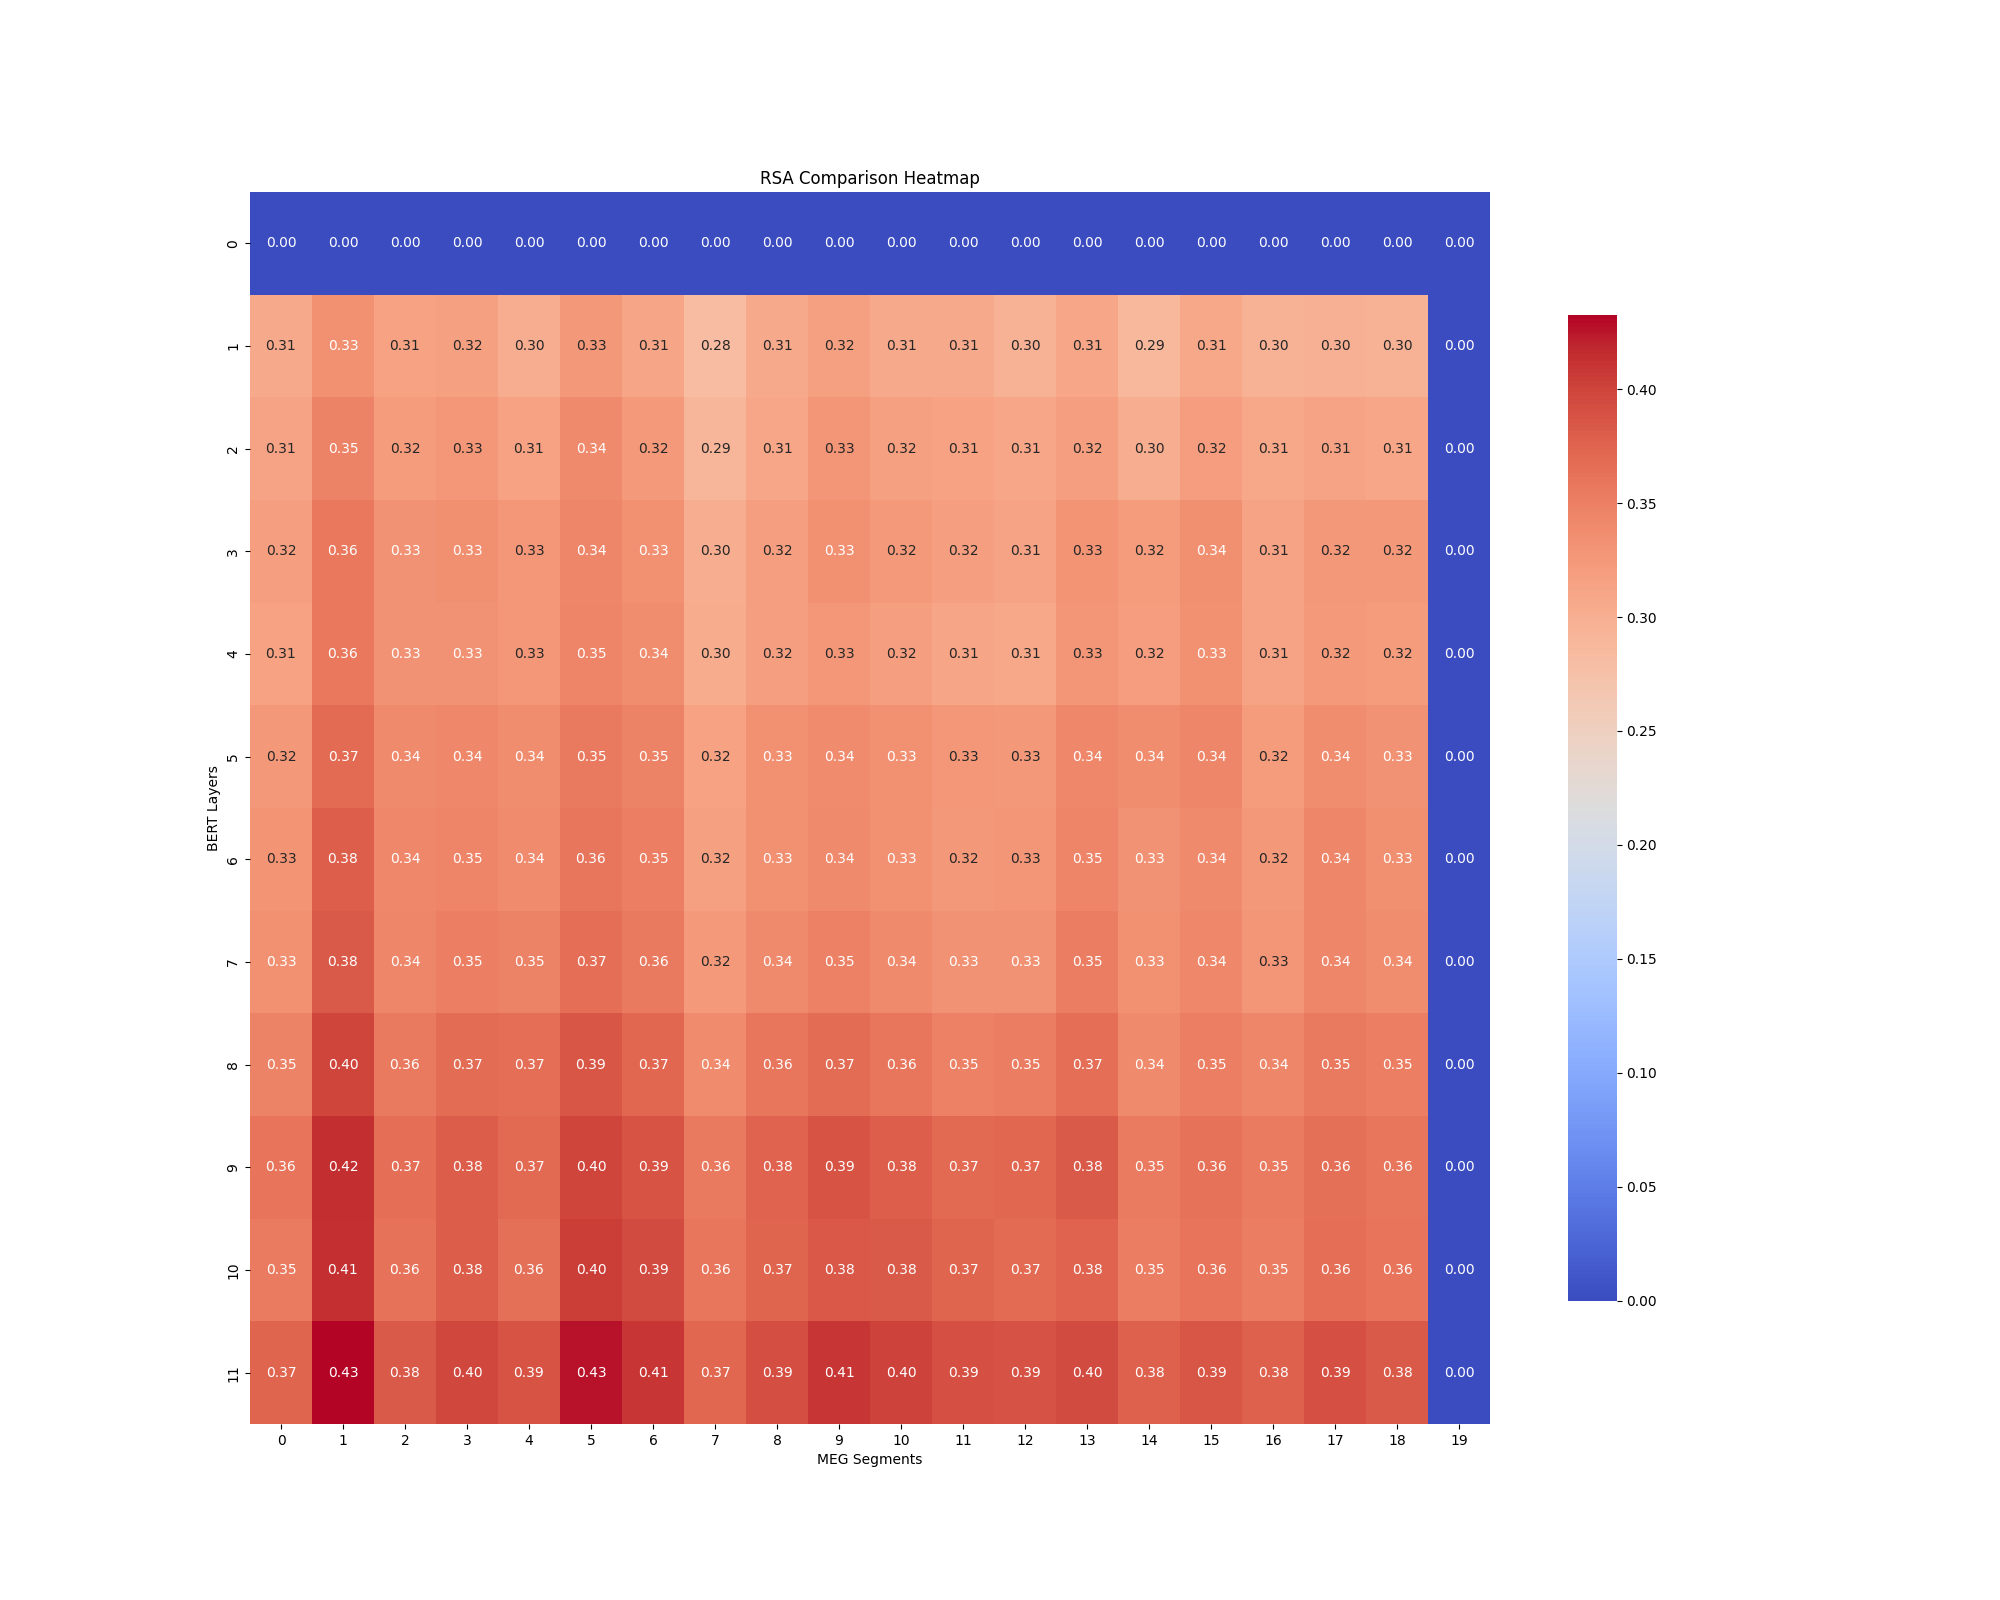 RSA Comparison Heatmap
0 0.00 0.00 0.00 0.00 0.00 0.00 0.00 0.00 0.00 0.00 0.00 0.00 0.00 0.00 0.00 0.00 0.00 0.00 0.00 0.00
1 0.31 0.33 0.31 0.32 0.30 0.33 0.31 0.28 0.31 0.32 0.31 0.31 0.30 0.31 0.29 0.31 0.30 0.30 0.30 0.00
2 0.31 0.35 0.32 0.33 0.31 0.34 0.32 0.29 0.31 0.33 0.32 0.31 0.31 0.32 0.30 0.32 0.31 0.31 0.31 0.00
3 0.32 0.36 0.33 0.33 0.33 0.34 0.33 0.30 0.32 0.33 0.32 0.32 0.31 0.33 0.32 0.34 0.31 0.32 0.32 0.00
4 0.31 0.36 0.33 0.33 0.33 0.35 0.34 0.30 0.32 0.33 0.32 0.31 0.31 0.33 0.32 0.33 0.31 0.32 0.32 0.00
5 0.32 0.37 0.34 0.34 0.34 0.35 0.35 0.32 0.33 0.34 0.33 0.33 0.33 0.34 0.34 0.34 0.32 0.34 0.33 0.00
6 0.33 0.38 0.34 0.35 0.34 0.36 0.35 0.32 0.33 0.34 0.33 0.32 0.33 0.35 0.33 0.34 0.32 0.34 0.33 0.00
7 0.33 0.38 0.34 0.35 0.35 0.37 0.36 0.32 0.34 0.35 0.34 0.33 0.33 0.35 0.33 0.34 0.33 0.34 0.34 0.00
8 0.35 0.40 0.36 0.37 0.37 0.39 0.37 0.34 0.36 0.37 0.36 0.35 0.35 0.37 0.34 0.35 0.34 0.35 0.35 0.00
9 0.36 0.42 0.37 0.38 0.37 0.40 0.39 0.36 0.38 0.39 0.38 0.37 0.37 0.38 0.35 0.36 0.35 0.36 0.36 0.00
10 0.35 0.41 0.36 0.38 0.36 0.40 0.39 0.36 0.37 0.38 0.38 0.37 0.37 0.38 0.35 0.36 0.35 0.36 0.36 0.00
11 0.37 0.43 0.38 0.40 0.39 0.43 0.41 0.37 0.39 0.41 0.40 0.39 0.39 0.40 0.38 0.39 0.38 0.39 0.38 0.00
0 1 2 3 4 5 6 7 8 9 10 11 12 13 14 15 16 17 18 19
MEG Segments
BERT Layers
0.40
0.35
0.30
0.25
0.20
0.15
0.10
0.05
0.00